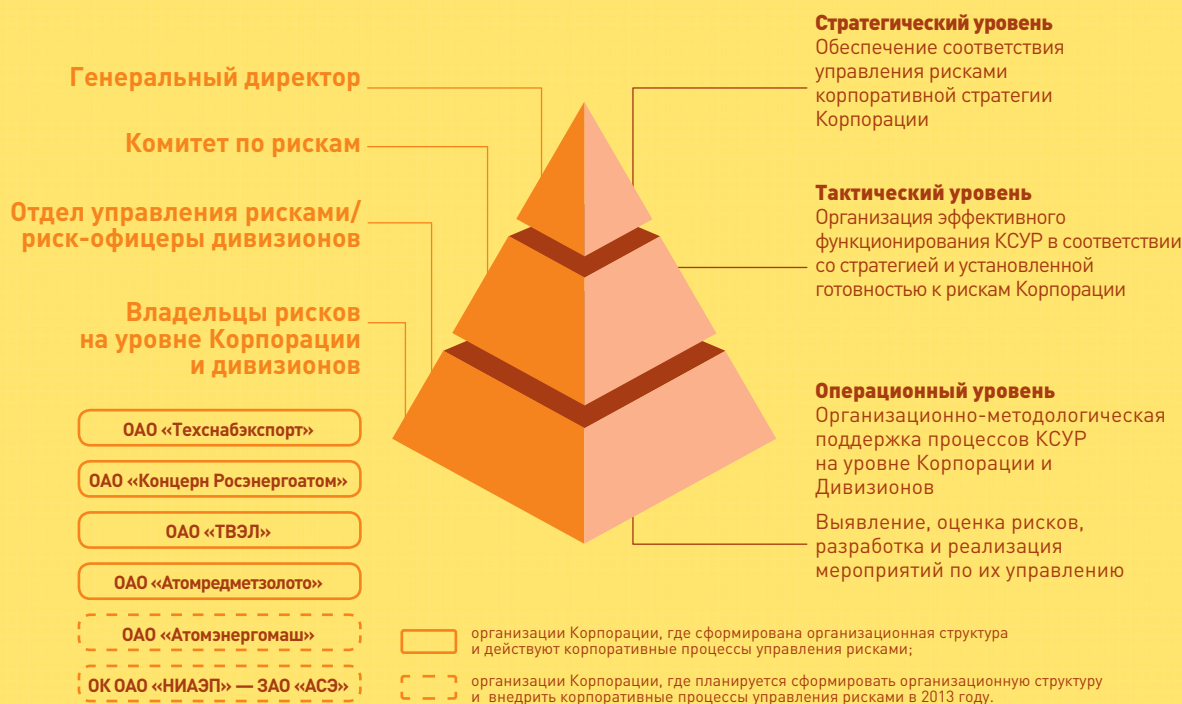 Генеральный директор
Комитет по рискам
Отдел управления рисками/
риск-офицеры дивизионов
Владельцы рисков
на уровне Корпорации
и дивизионов
ОАО «Техснабэкспорт»
ОАО «Концерн Росэнергоатом»
ОАО «ТВЭЛ»
ОАО «Атомредметзолото»
ОАО «Атомэнергомаш»
ОК ОАО «НИАЭП» — ЗАО «АСЭ»
Стратегический уровень
Обеспечение соответствия
управления рисками
корпоративной стратегии
Корпорации
Тактический уровень
Организация эффективного
функционирования КСУР в соответствии
со стратегией и установленной
готовностью к рискам Корпорации
Операционный уровень
Организационно-методологическая
поддержка процессов КСУР
на уровне Корпорации и
Дивизионов
Выявление, оценка рисков,
разработка и реализация
мероприятий по их управлению
организации Корпорации, где сформирована организационная структура
и действуют корпоративные процессы управления рисками;
организации Корпорации, где планируется сформировать организационную структуру
и внедрить корпоративные процессы управления рисками в 2013 году.